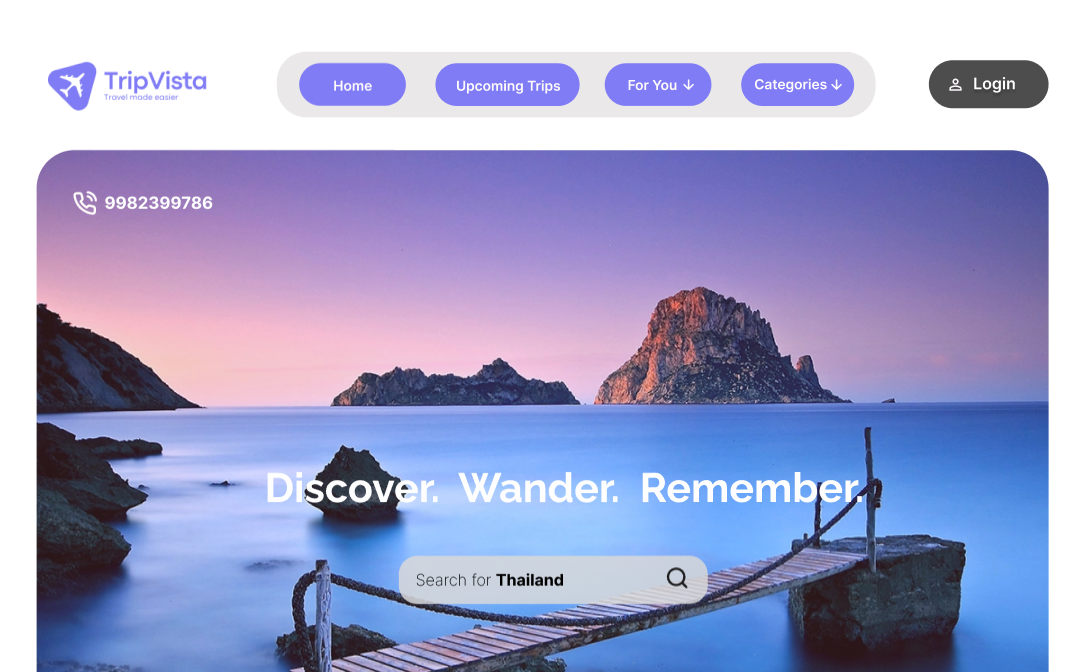 TripVista
Travel made easier
Home
Upcoming Trips
For You ↓
Categories ↓
Login
9982399786
Discover. Wander. Remember.
Search for Thailand